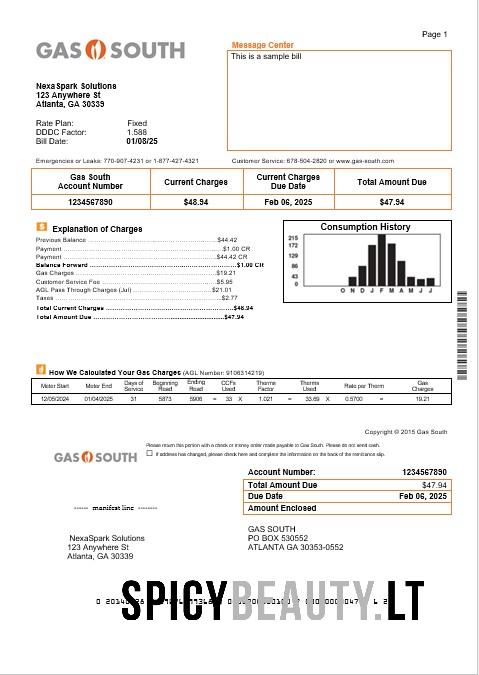 Page 1
GAS SOUTH
Message Center
This is a sample bill
NexaSpark Solutions
123 Anywhere St
Atlanta, GA 30339
Rate Plan: Fixed
DDDC Factor: 1.588
Bill Date: 01/08/25
Emergencies or Leaks: 770-907-4231 or 1-877-427-4321 Customer Service: 678-504-2820 or www.gas-south.com
Gas South Account Number Current Charges Current Charges Due Date Total Amount Due
1234567890 $48.94 Feb 06, 2025 $47.94
$ Explanation of Charges
Previous Balance $44.42
Payment $1.00 CR
Payment $44.42 CR
Balance Forward $1.00 CR
Gas Charges $19.21
Customer Service Fee $5.95
AGL Pass Through Charges (Jul) $21.01
Taxes $2.77
Total Current Charges $48.94
Total Amount Due $47.94
Consumption History
215
172
129
86
43
0
O N D J F M A M J J
How We Calculated Your Gas Charges (AGL Number: 9106314219)
Meter Start Meter End Days of Service Beginning Read Ending Read CCFs Used Therms Factor Therms Used Rate per Therm Gas Charges
12/05/2024 01/04/2025 31 5873 5906 = 33 X 1.021 = 33.69 X 0.5700 = 19.21
Copyright © 2015 Gas South
GAS SOUTH
Please return this portion with a check or money order made payable to Gas South. Please do not send cash.
If address has changed, please check here and complete the information on the back of the remittance slip.
Account Number: 1234567890
Total Amount Due $47.94
Due Date Feb 06, 2025
Amount Enclosed
------ manifest line --------
NexaSpark Solutions
123 Anywhere St
Atlanta, GA 30339
GAS SOUTH
PO BOX 530552
ATLANTA GA 30353-0552
SPICYBEAUTY.LT